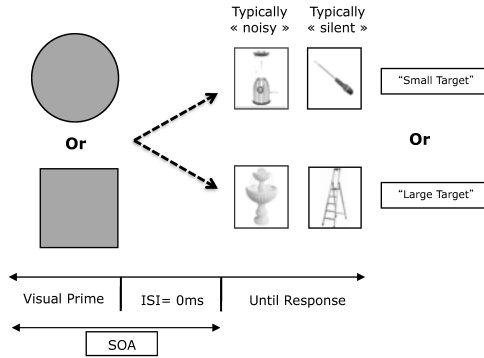 Typically
« noisy »
Typically
« silent »
"Small Target"
Or
Or
"Large Target"
Visual Prime
ISI= 0ms
Until Response
SOA